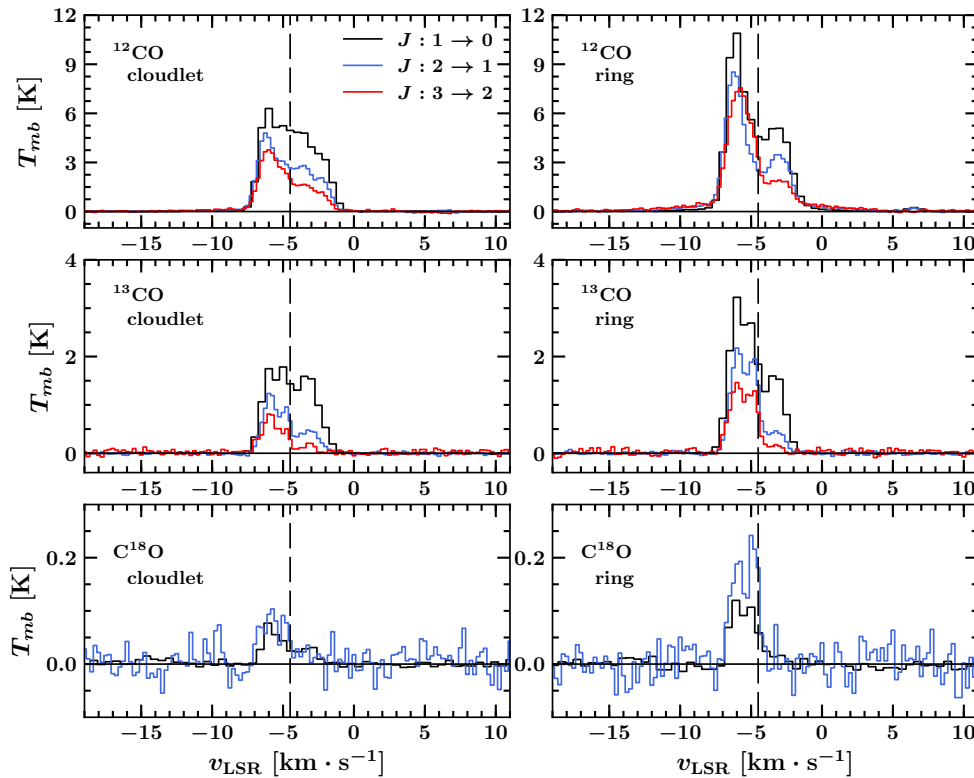 ¹²CO
cloudlet
J : 1 → 0
J : 2 → 1
J : 3 → 2
T_mb [K]
12
9
6
3
0
−15 −10 −5 0 5 10
¹²CO
ring
12
9
6
3
0
−15 −10 −5 0 5 10
¹³CO
cloudlet
T_mb [K]
4
2
0
−15 −10 −5 0 5 10
¹³CO
ring
4
2
0
−15 −10 −5 0 5 10
C¹⁸O
cloudlet
T_mb [K]
0.2
0.0
−15 −10 −5 0 5 10
v_LSR [km · s⁻¹]
C¹⁸O
ring
0.2
0.0
−15 −10 −5 0 5 10
v_LSR [km · s⁻¹]